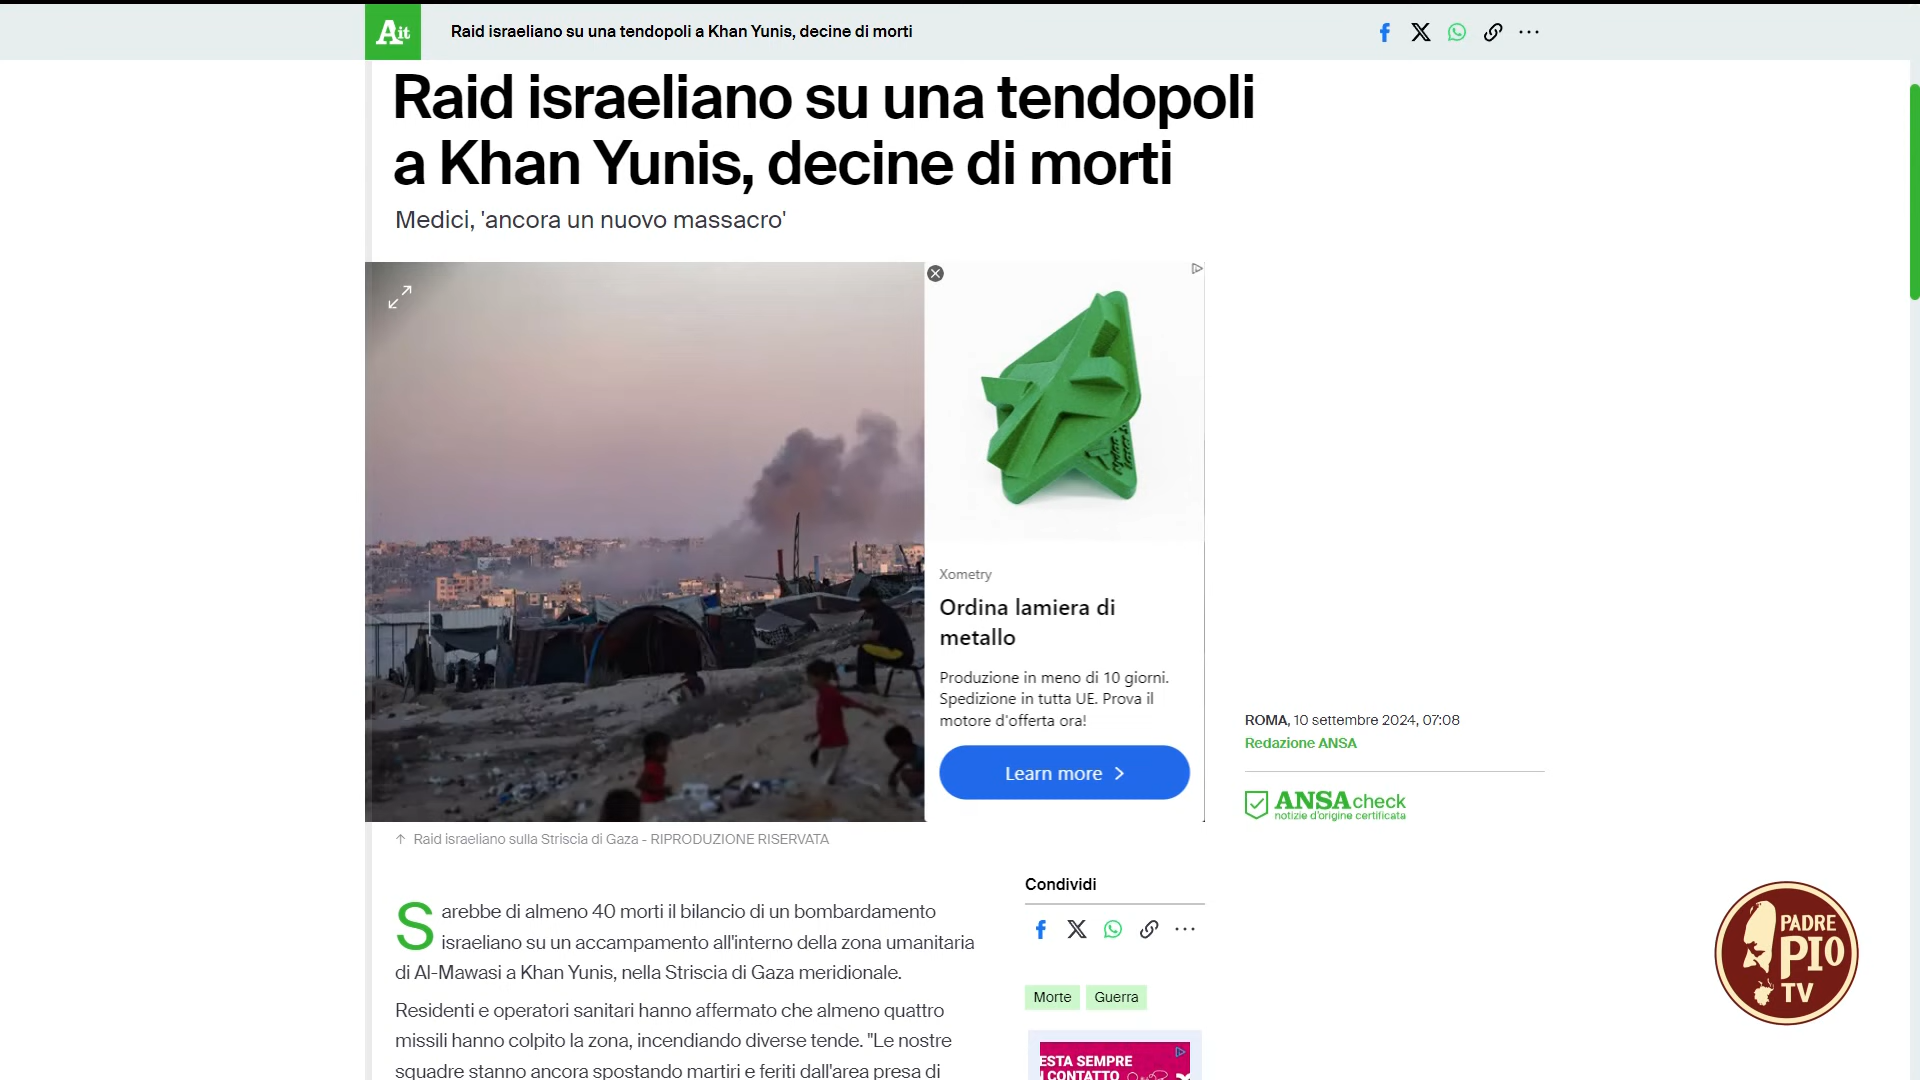 Ait
Raid israeliano su una tendopoli a Khan Yunis, decine di morti
Raid israeliano su una tendopoli
a Khan Yunis, decine di morti
Medici, 'ancora un nuovo massacro'
Xometry
Ordina lamiera di
metallo
Produzione in meno di 10 giorni.
Spedizione in tutta UE. Prova il
motore d'offerta ora!
Learn more
ROMA, 10 settembre 2024, 07:08
Redazione ANSA
ANSAcheck
notizie d'origine certificata
↑ Raid israeliano sulla Striscia di Gaza - RIPRODUZIONE RISERVATA
Sarebbe di almeno 40 morti il bilancio di un bombardamento
israeliano su un accampamento all'interno della zona umanitaria
di Al-Mawasi a Khan Yunis, nella Striscia di Gaza meridionale.
Residenti e operatori sanitari hanno affermato che almeno quattro
missili hanno colpito la zona, incendiando diverse tende. "Le nostre
squadre stanno ancora spostando martiri e feriti dall'area presa di
Condividi
Morte
Guerra
ESTA SEMPRE
CONTATTO
PADRE
PIO
TV